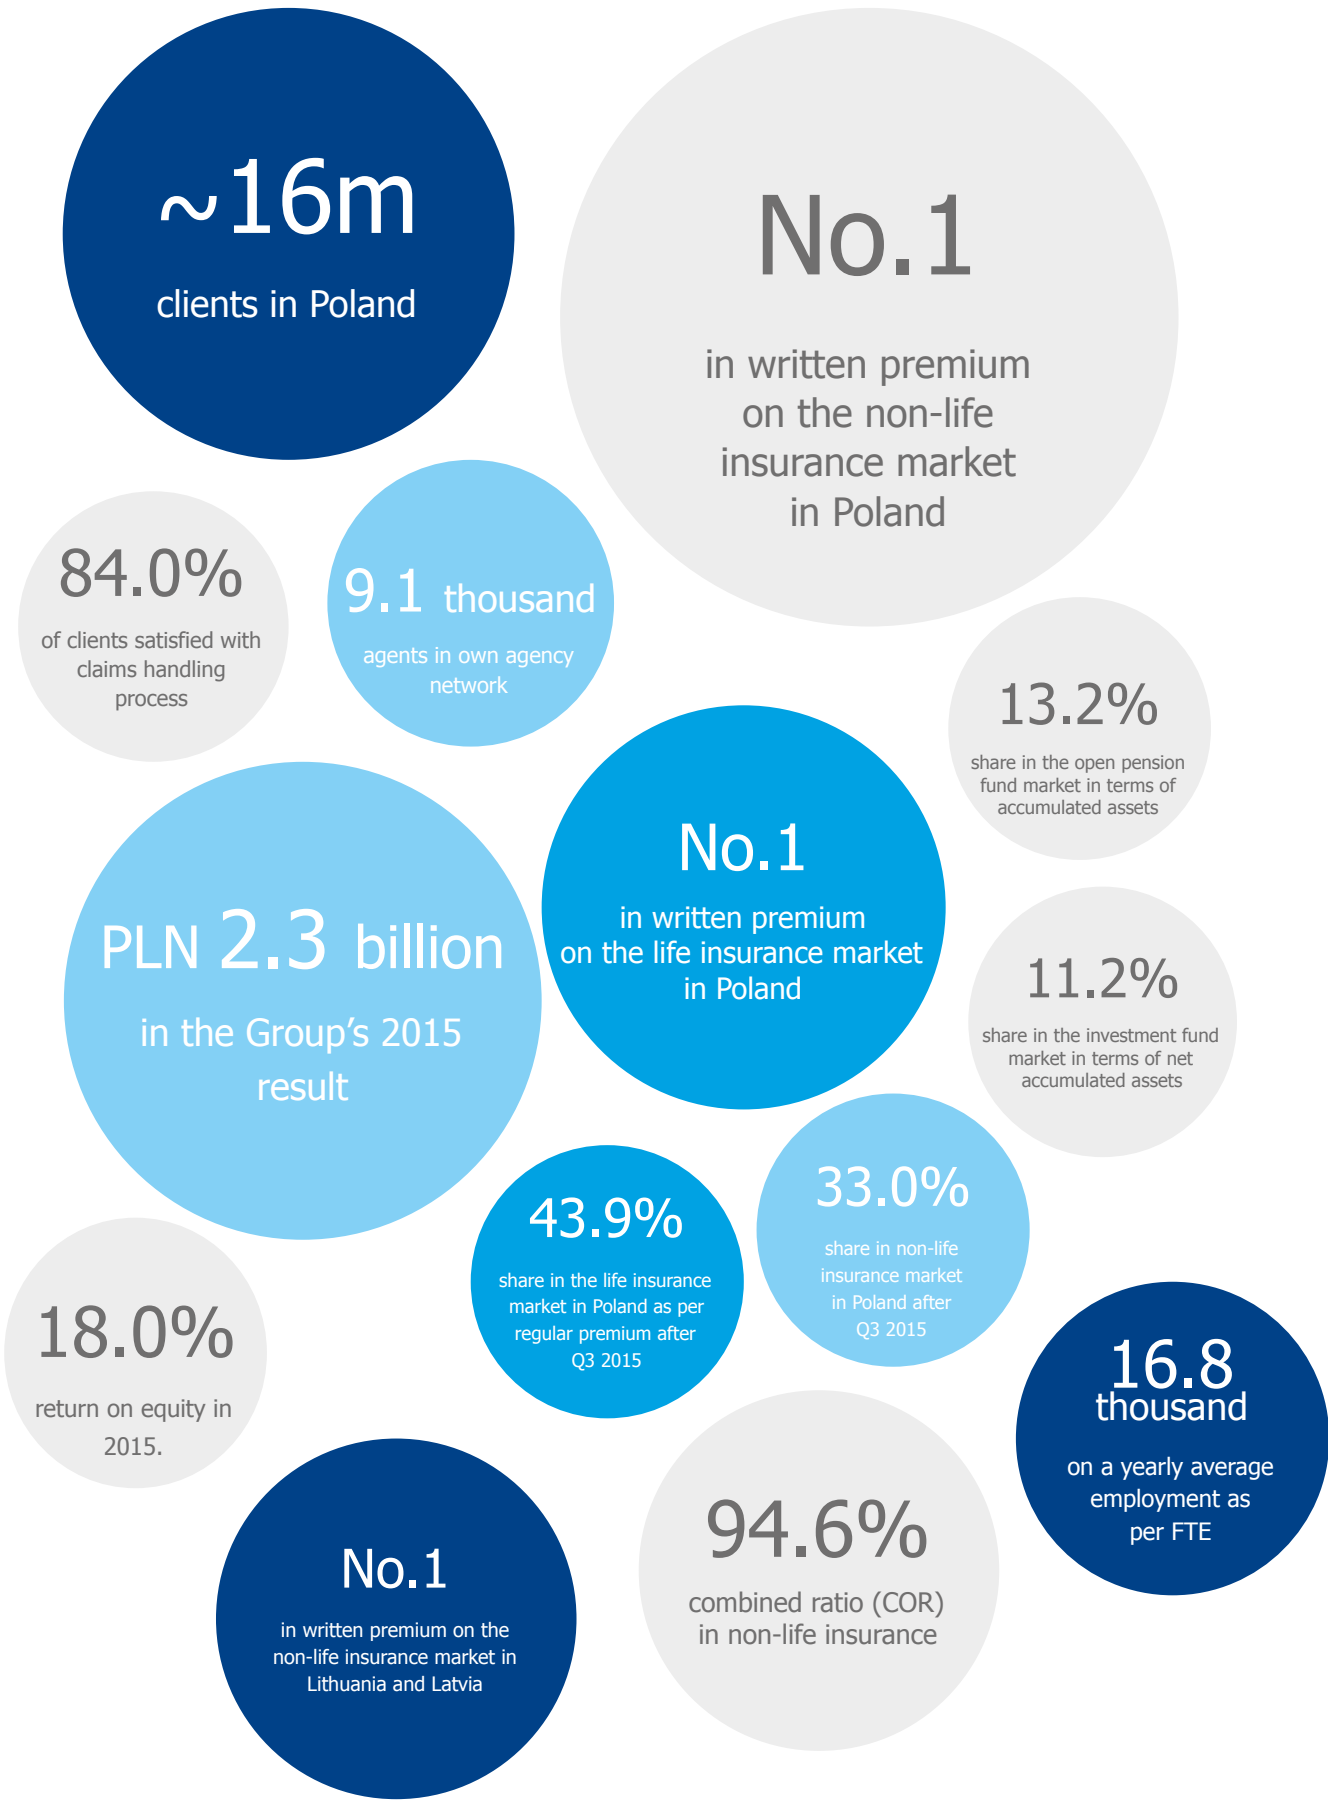 ~16m
clients in Poland
No.1
in written premium
on the non-life
insurance market
in Poland
84.0%
of clients satisfied with
claims handling
process
9.1 thousand
agents in own agency
network
13.2%
share in the open pension
fund market in terms of
accumulated assets
No.1
in written premium
on the life insurance market
in Poland
PLN 2.3 billion
in the Group’s 2015
result
11.2%
share in the investment fund
market in terms of net
accumulated assets
43.9%
share in the life insurance
market in Poland as per
regular premium after
Q3 2015
33.0%
share in non-life
insurance market
in Poland after
Q3 2015
18.0%
return on equity in
2015.
16.8
thousand
on a yearly average
employment as
per FTE
No.1
in written premium on the
non-life insurance market in
Lithuania and Latvia
94.6%
combined ratio (COR)
in non-life insurance